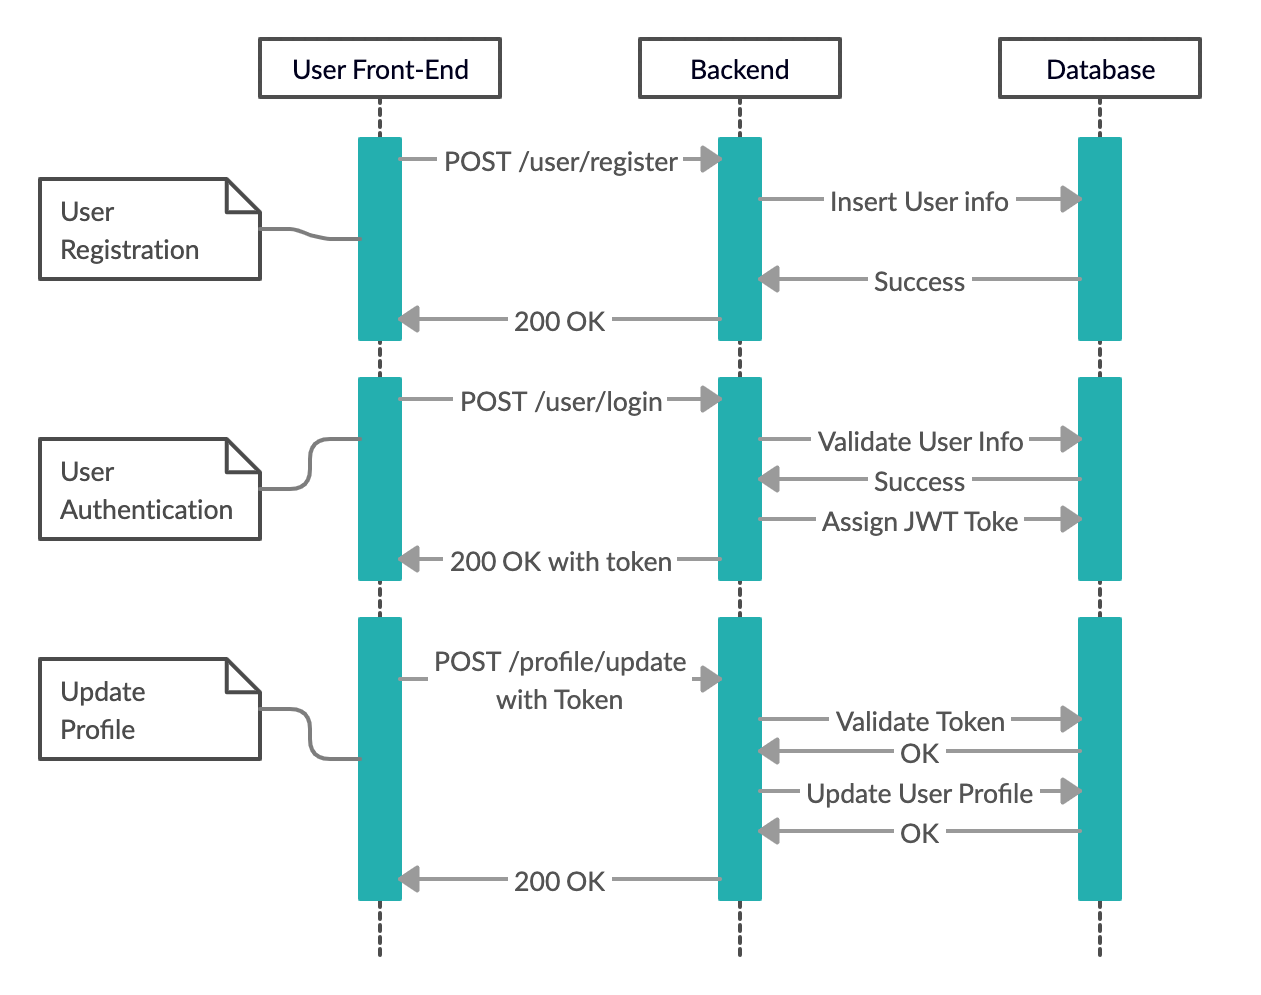 User Front-End
Backend
Database
POST /user/register
User
Registration
Insert User info
Success
200 OK
POST /user/login
User
Authentication
Validate User Info
Success
Assign JWT Toke
200 OK with token
POST /profile/update
with Token
Update
Profile
Validate Token
OK
Update User Profile
OK
200 OK